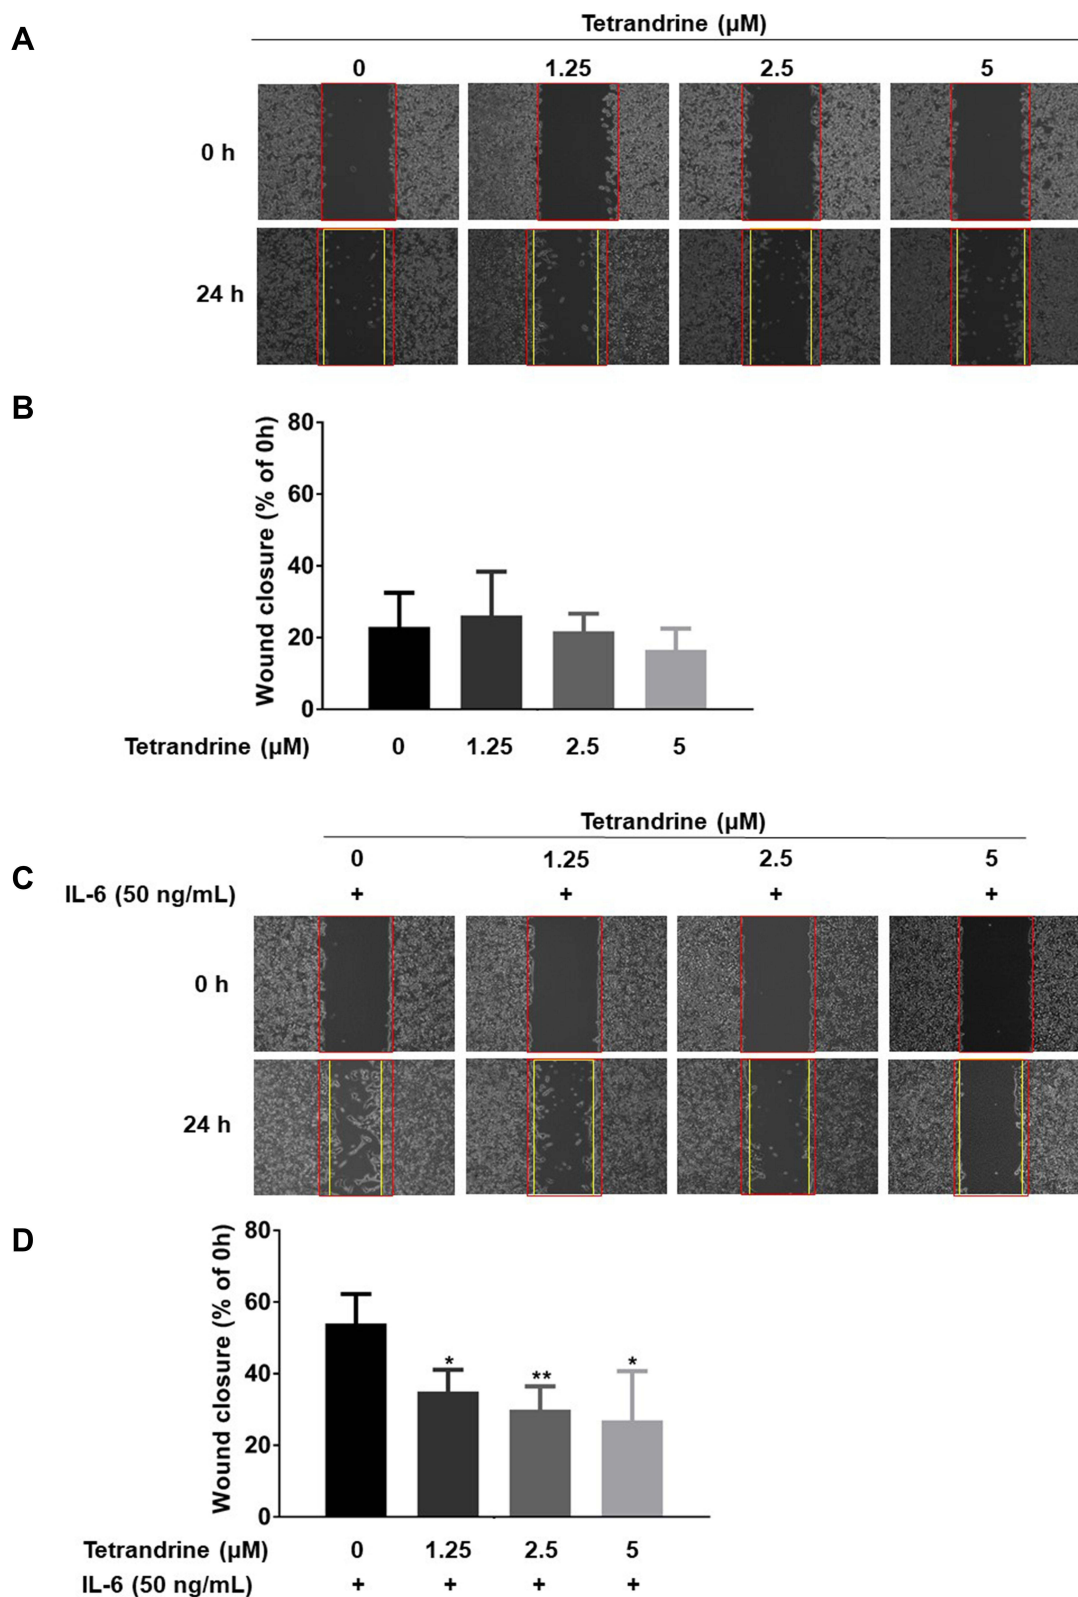 A
Tetrandrine (µM)
0 1.25 2.5 5
0 h
24 h
B
Wound closure (% of 0h)
80
60
40
20
0
Tetrandrine (µM) 0 1.25 2.5 5
Tetrandrine (µM)
0 1.25 2.5 5
C
IL-6 (50 ng/mL) + + + +
0 h
24 h
D
Wound closure (% of 0h)
80
60
40
20
0
* ** *
Tetrandrine (µM) 0 1.25 2.5 5
IL-6 (50 ng/mL) + + + +